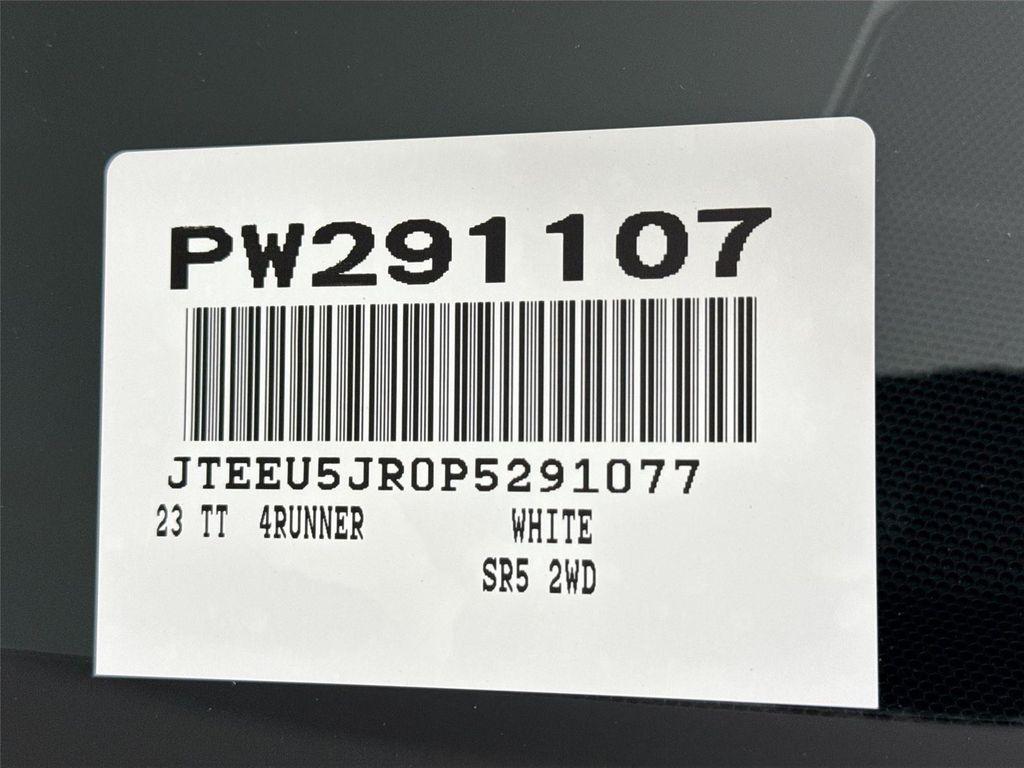 PW291107
JTEEU5JR0P5291077
23 TT 4RUNNER WHITE
SR5 2WD